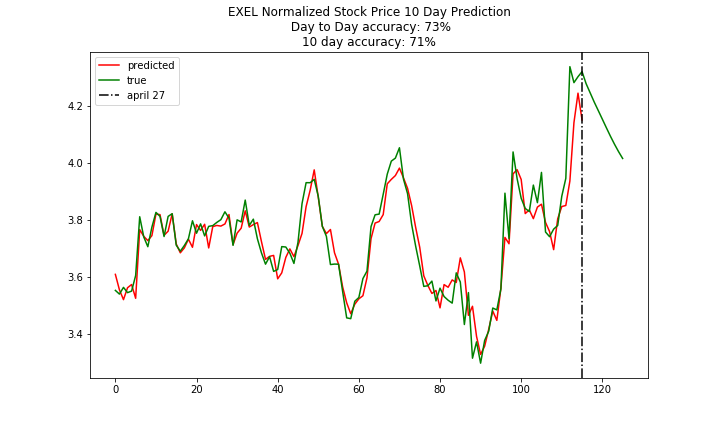 EXEL Normalized Stock Price 10 Day Prediction
Day to Day accuracy: 73%
10 day accuracy: 71%
predicted
true
april 27
4.2
4.0
3.8
3.6
3.4
0 20 40 60 80 100 120